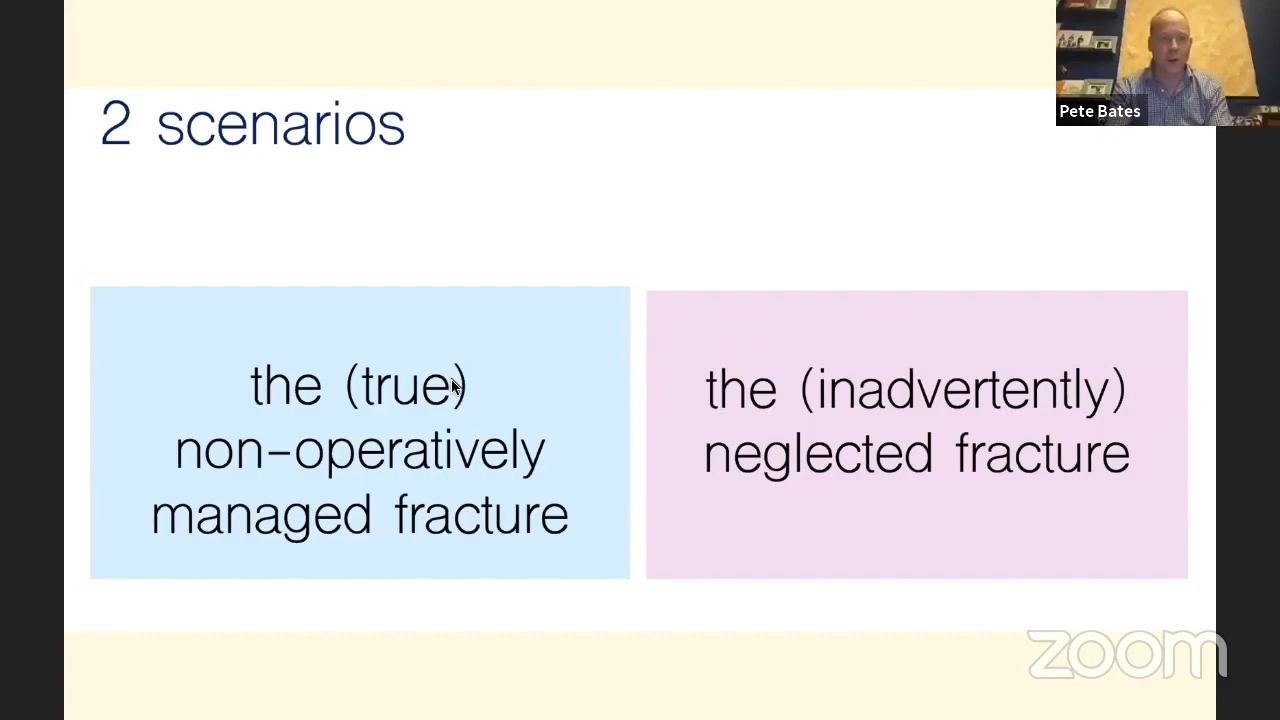 2 scenarios
Pete Bates
the (true)
non-operatively
managed fracture
the (inadvertently)
neglected fracture
zoom